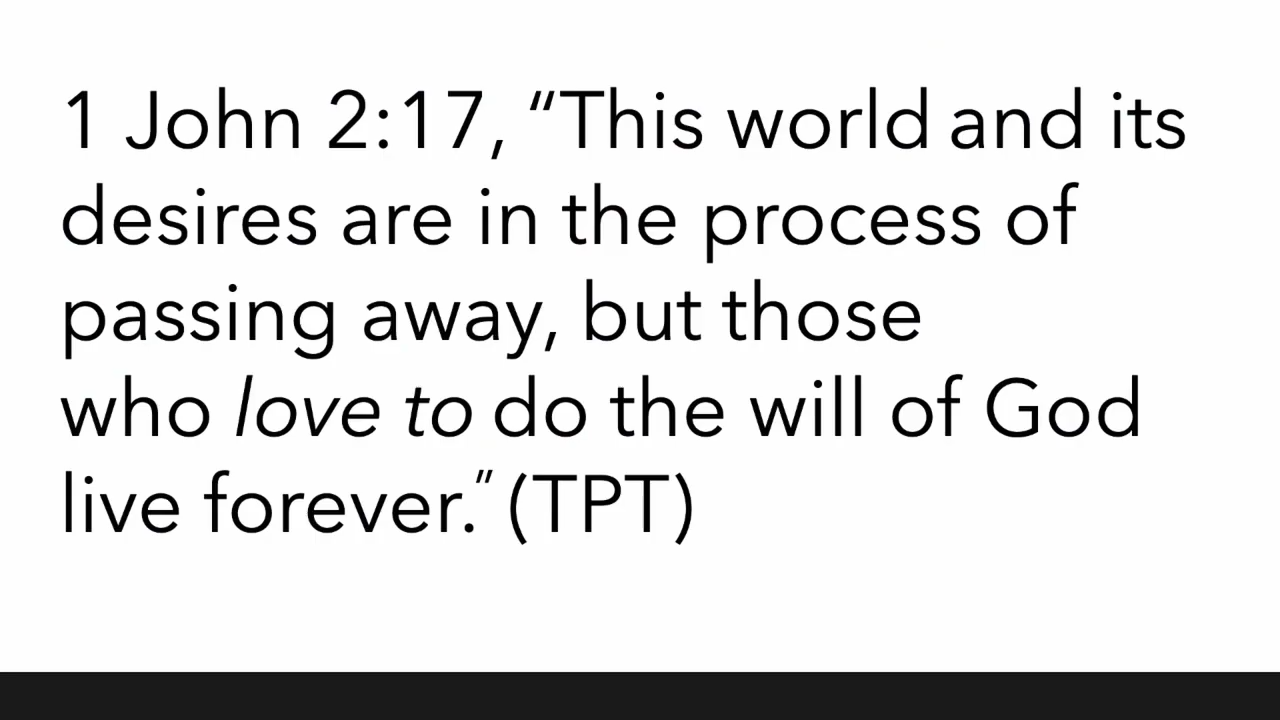 1 John 2:17, “This world and its
desires are in the process of
passing away, but those
who love to do the will of God
live forever.” (TPT)